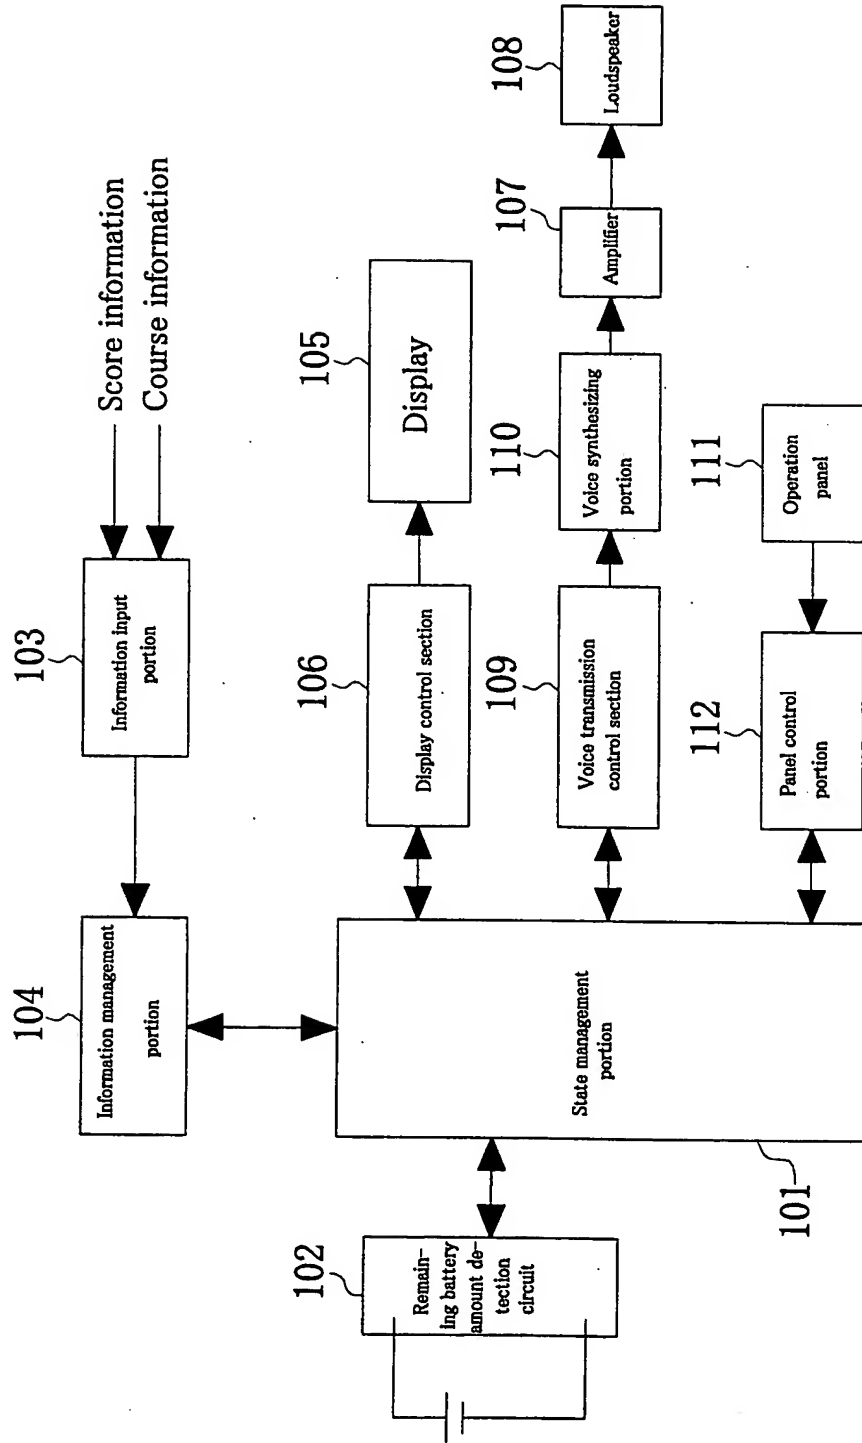 Score information
Course information
103
Information input
portion
104
Information management
portion
105
Display
106
Display control section
108
Loudspeaker
107
Amplifier
110
Voice synthesizing
portion
109
Voice transmission
control section
111
Operation
panel
112
Panel control
portion
State management
portion
101
102
Remain-
ing battery
amount de-
tection
circuit